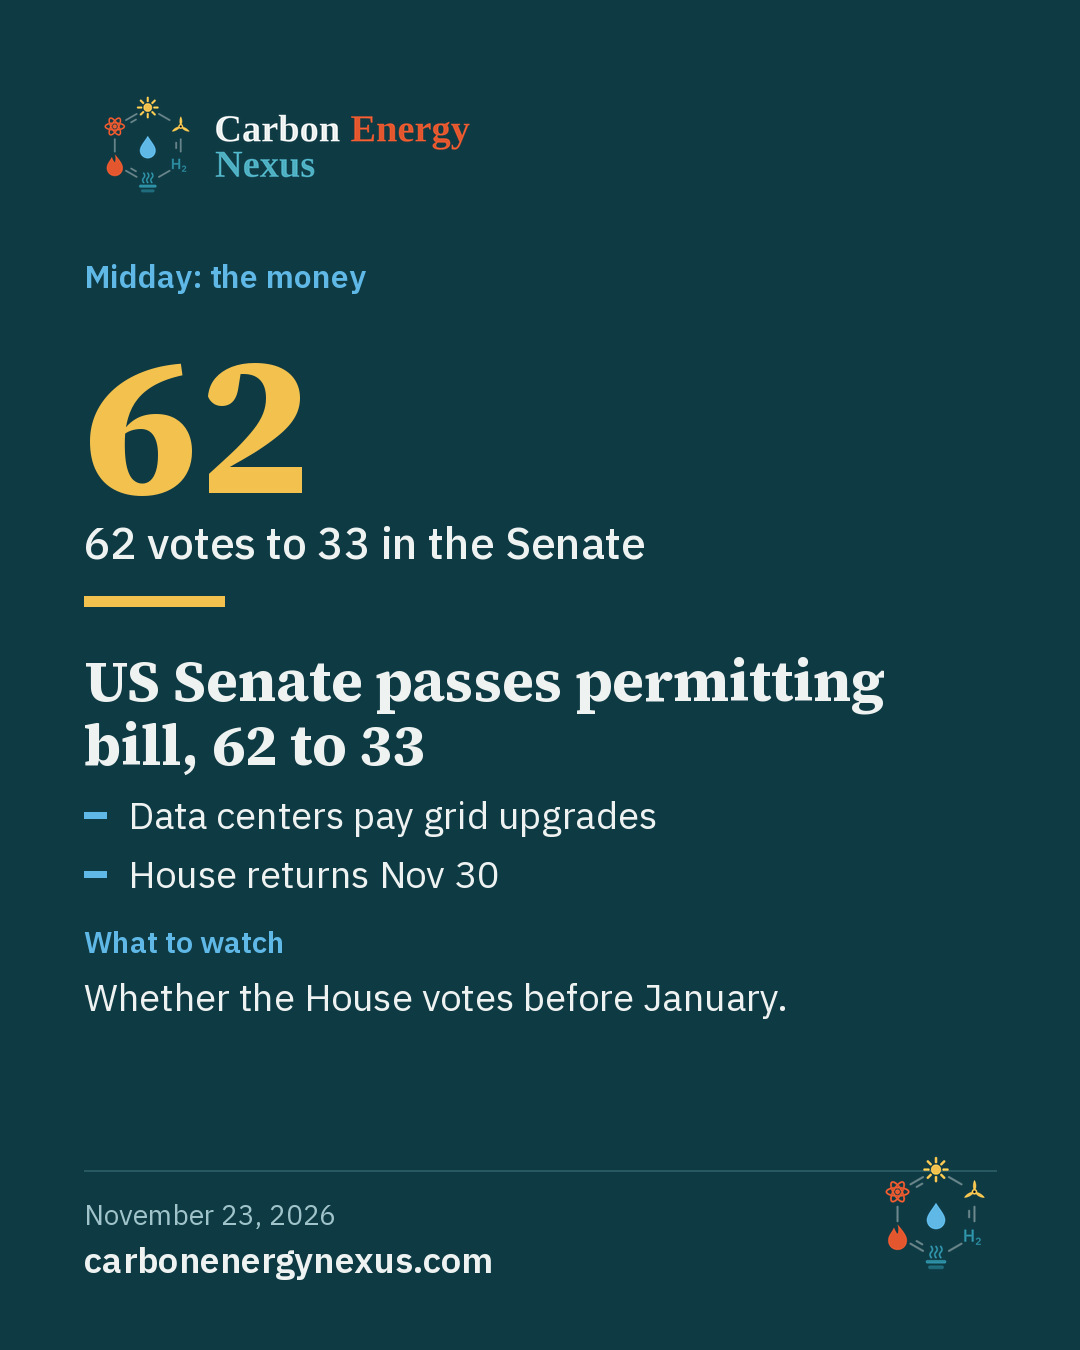 Carbon Energy
Nexus
H₂
Midday: the money
62
62 votes to 33 in the Senate
US Senate passes permitting
bill, 62 to 33
Data centers pay grid upgrades
House returns Nov 30
What to watch
Whether the House votes before January.
November 23, 2026
carbonenergynexus.com
H₂